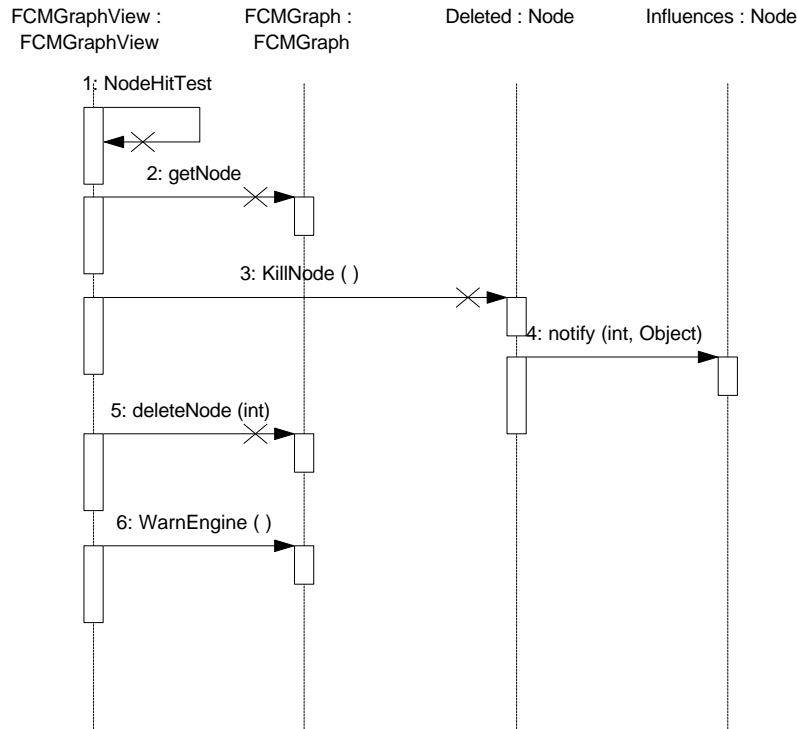 FCMGraphView :
FCMGraphView
FCMGraph :
FCMGraph
Deleted : Node
Influences : Node
1: NodeHitTest
2: getNode
3: KillNode ( )
4: notify (int, Object)
5: deleteNode (int)
6: WarnEngine ( )